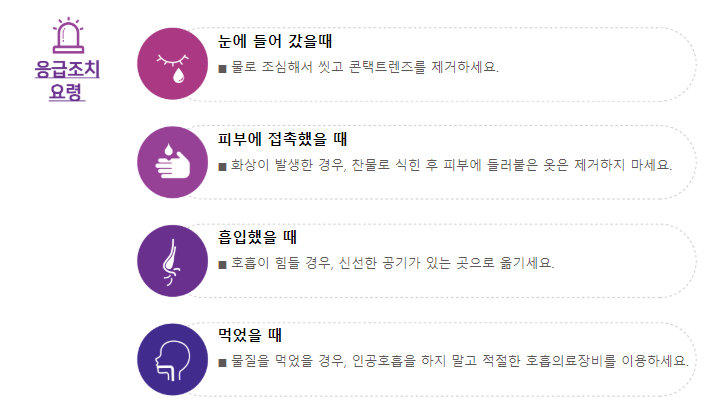 응급조치
요령
눈에 들어 갔을때
■ 물로 조심해서 씻고 콘택트렌즈를 제거하세요.
피부에 접촉했을 때
■ 화상이 발생한 경우, 찬물로 식힌 후 피부에 들러붙은 옷은 제거하지 마세요.
흡입했을 때
■ 호흡이 힘들 경우, 신선한 공기가 있는 곳으로 옮기세요.
먹었을 때
■ 물질을 먹었을 경우, 인공호흡을 하지 말고 적절한 호흡의료장비를 이용하세요.